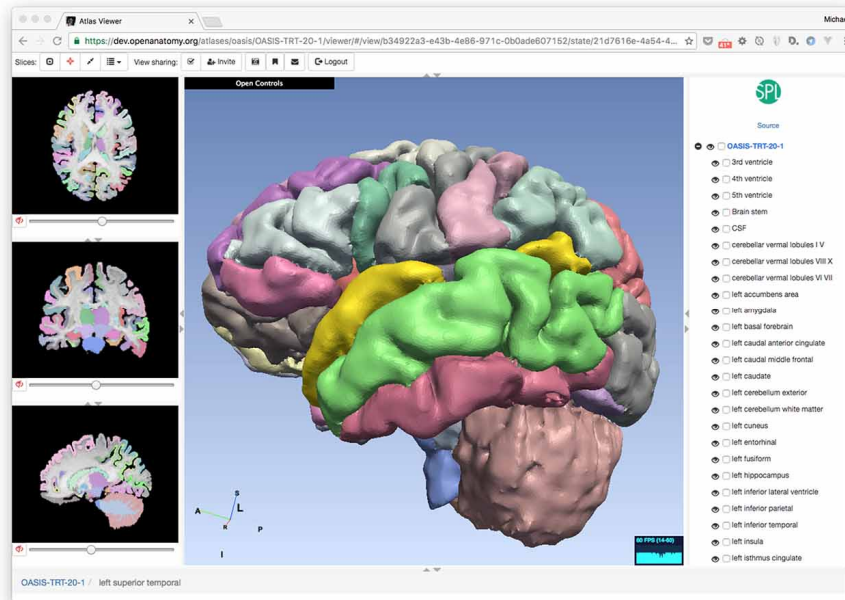 Atlas Viewer
Michae
https://dev.openanatomy.org/atlases/oasis/OASIS-TRT-20-1/viewer/#/view/b34922a3-e43b-4e86-971c-0b0ade607152/state/21d7616e-4a54-4...
Slices:
View sharing:
Invite
Logout
Open Controls
SPL
Source
OASIS-TRT-20-1
3rd ventricle
4th ventricle
5th ventricle
Brain stem
CSF
cerebellar vermal lobules I V
cerebellar vermal lobules VIII X
cerebellar vermal lobules VI VII
left accumbens area
left amygdala
left basal forebrain
left caudal anterior cingulate
left caudal middle frontal
left caudate
left cerebellum exterior
left cerebellum white matter
left cuneus
left entorhinal
left fusiform
left hippocampus
left inferior lateral ventricle
left inferior parietal
left inferior temporal
left insula
left isthmus cingulate
S
A
L
R
P
I
60 FPS (14-60)
OASIS-TRT-20-1 / left superior temporal